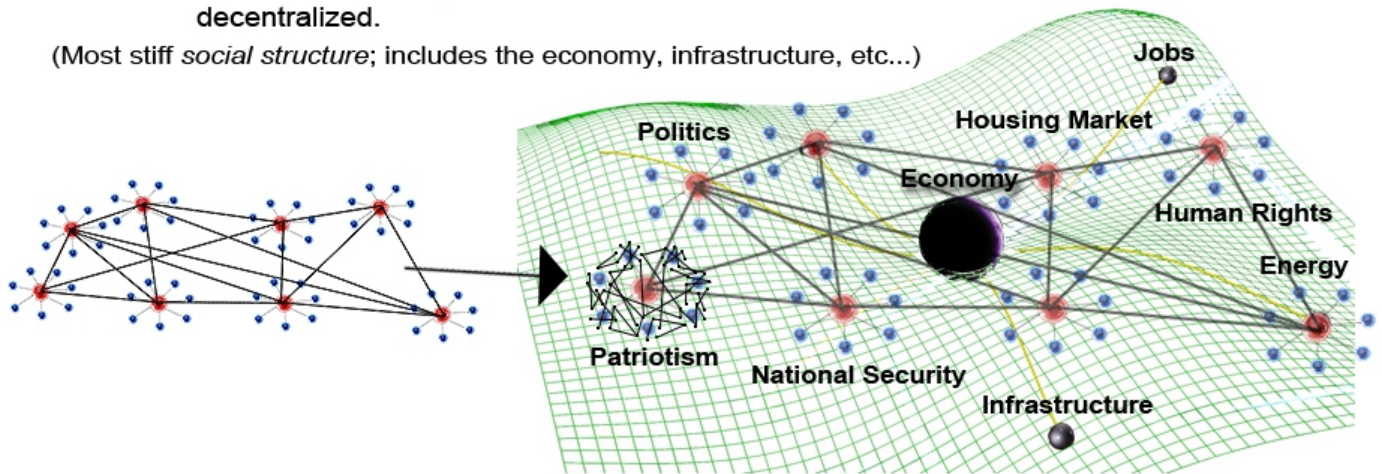 decentralized.
(Most stiff social structure; includes the economy, infrastructure, etc...)
Jobs
Politics
Housing Market
Economy
Human Rights
Energy
Patriotism
National Security
Infrastructure